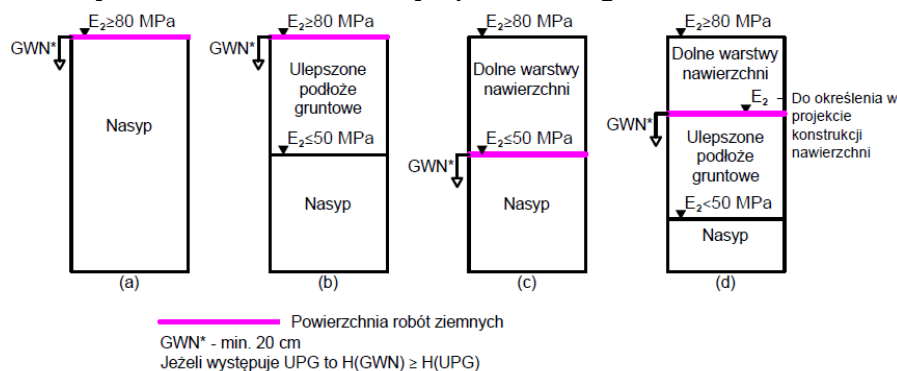 E₂≥80 MPa
GWN*
Nasyp
(a)
E₂≥80 MPa
GWN*
Ulepszone
podłoże
gruntowe
E₂≤50 MPa
Nasyp
(b)
E₂≥80 MPa
Dolne warstwy
nawierzchni
E₂≤50 MPa
GWN*
Nasyp
(c)
E₂≥80 MPa
Dolne warstwy
nawierzchni
E₂ - Do określenia w
projekcie
konstrukcji
nawierzchni
GWN*
Ulepszone
podłoże
gruntowe
E₂<50 MPa
Nasyp
(d)
Powierzchnia robót ziemnych
GWN* - min. 20 cm
Jeżeli występuje UPG to H(GWN) ≥ H(UPG)